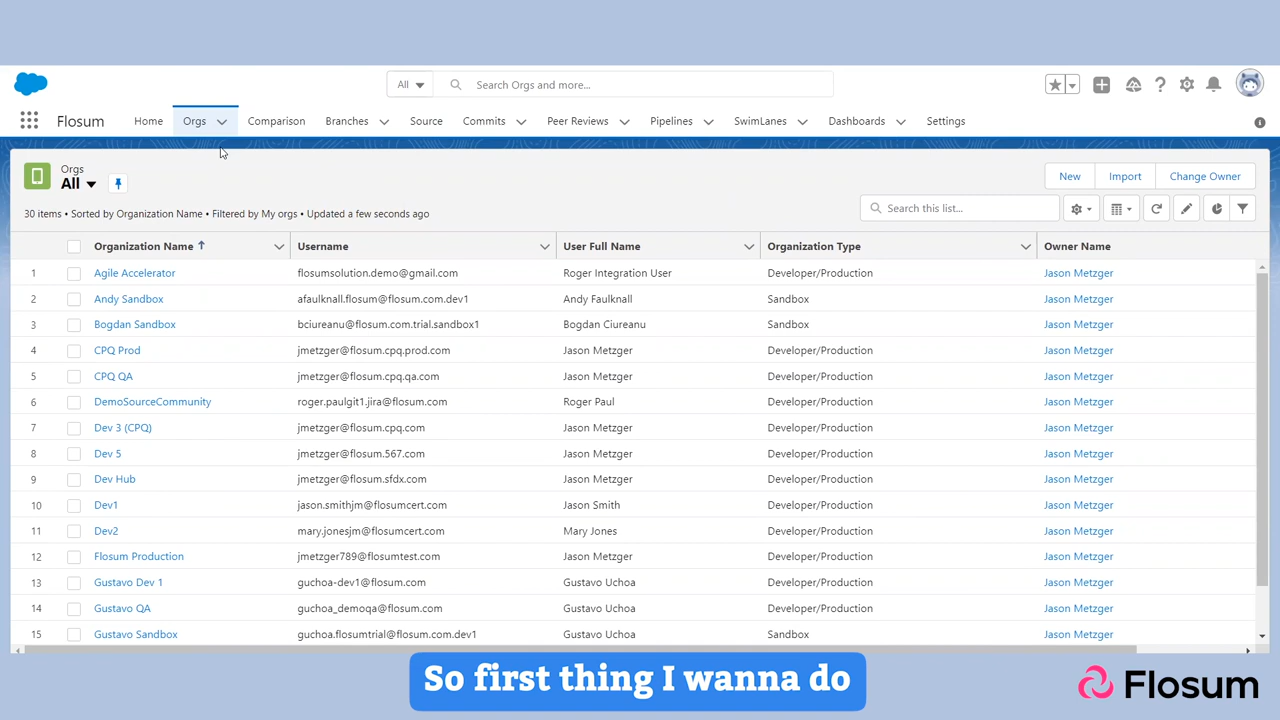 All
Search Orgs and more...
Flosum Home Orgs Comparison Branches Source Commits Peer Reviews Pipelines SwimLanes Dashboards Settings
Orgs
All
New Import Change Owner
30 items • Sorted by Organization Name • Filtered by My orgs • Updated a few seconds ago
Search this list...
Organization Name Username User Full Name Organization Type Owner Name
1 Agile Accelerator flosumsolution.demo@gmail.com Roger Integration User Developer/Production Jason Metzger
2 Andy Sandbox afaulknall.flosum@flosum.com.dev1 Andy Faulknall Sandbox Jason Metzger
3 Bogdan Sandbox bciureanu@flosum.com.trial.sandbox1 Bogdan Ciureanu Sandbox Jason Metzger
4 CPQ Prod jmetzger@flosum.cpq.prod.com Jason Metzger Developer/Production Jason Metzger
5 CPQ QA jmetzger@flosum.cpq.qa.com Jason Metzger Developer/Production Jason Metzger
6 DemoSourceCommunity roger.paulgit1.jira@flosum.com Roger Paul Developer/Production Jason Metzger
7 Dev 3 (CPQ) jmetzger@flosum.cpq.com Jason Metzger Developer/Production Jason Metzger
8 Dev 5 jmetzger@flosum.567.com Jason Metzger Developer/Production Jason Metzger
9 Dev Hub jmetzger@flosum.sfdx.com Jason Metzger Developer/Production Jason Metzger
10 Dev1 jason.smithjm@flosumcert.com Jason Smith Developer/Production Jason Metzger
11 Dev2 mary.jonesjm@flosumcert.com Mary Jones Developer/Production Jason Metzger
12 Flosum Production jmetzger789@flosumtest.com Jason Metzger Developer/Production Jason Metzger
13 Gustavo Dev 1 guchoa-dev1@flosum.com Gustavo Uchoa Developer/Production Jason Metzger
14 Gustavo QA guchoa_demoqa@flosum.com Gustavo Uchoa Developer/Production Jason Metzger
15 Gustavo Sandbox guchoa.flosumtrial@flosum.com.dev1 Gustavo Uchoa Sandbox Jason Metzger
So first thing I wanna do
Flosum